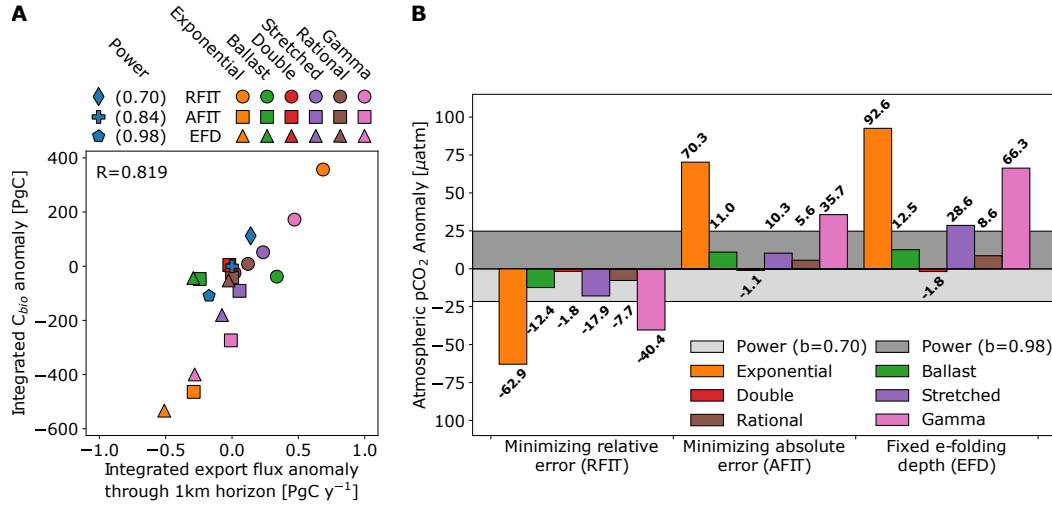 A
Power
Exponential
Ballast
Double
Stretched
Rational
Gamma
(0.70) RFIT
(0.84) AFIT
(0.98) EFD
Integrated C_bio anomaly [PgC]
400
200
0
−200
−400
−600
R=0.819
−1.0 −0.5 0.0 0.5 1.0
Integrated export flux anomaly
through 1km horizon [PgC y⁻¹]
B
Atmospheric pCO₂ Anomaly [μatm]
100
75
50
25
0
−25
−50
−75
−100
-62.9
-12.4
-1.8
-17.9
-7.7
-40.4
70.3
11.0
-1.1
10.3
5.6
35.7
92.6
12.5
-1.8
28.6
8.6
66.3
Power (b=0.70) Power (b=0.98)
Exponential Ballast
Double Stretched
Rational Gamma
Minimizing relative
error (RFIT)
Minimizing absolute
error (AFIT)
Fixed e-folding
depth (EFD)